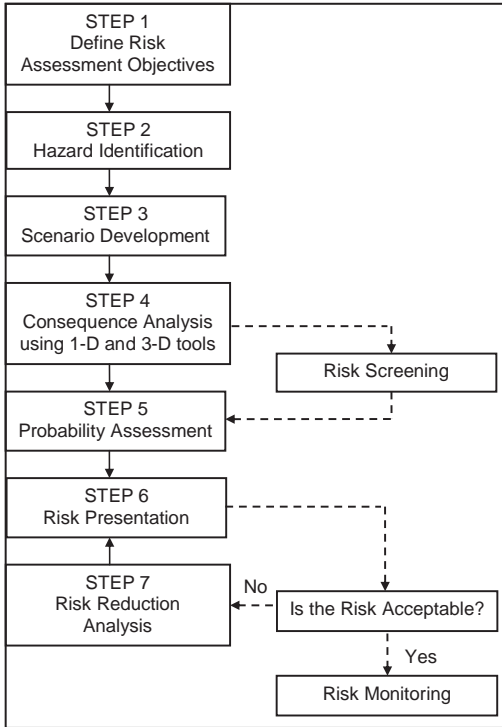 STEP 1
Define Risk
Assessment Objectives
STEP 2
Hazard Identification
STEP 3
Scenario Development
STEP 4
Consequence Analysis
using 1-D and 3-D tools
Risk Screening
STEP 5
Probability Assessment
STEP 6
Risk Presentation
STEP 7
Risk Reduction
Analysis
No
Is the Risk Acceptable?
Yes
Risk Monitoring